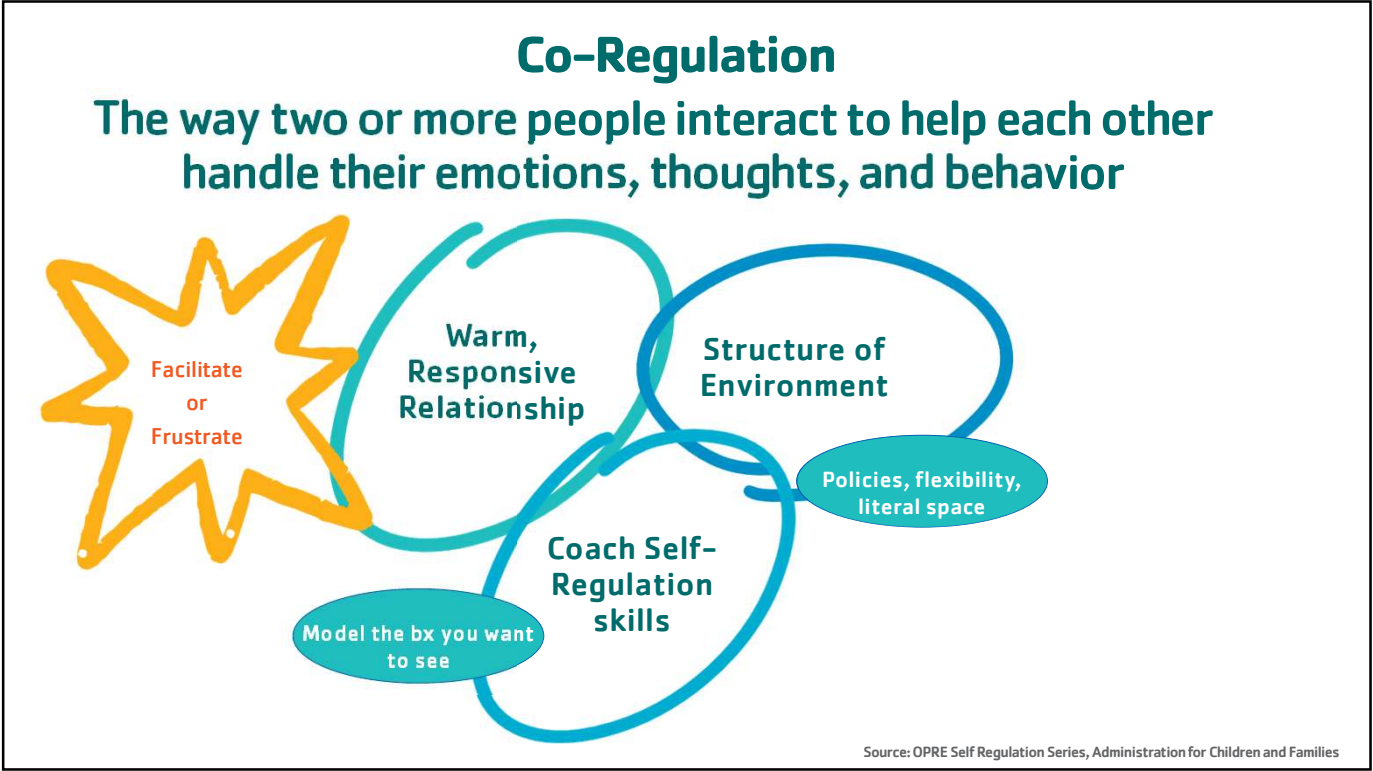 Co-Regulation
The way two or more people interact to help each other
handle their emotions, thoughts, and behavior
Facilitate
or
Frustrate
Warm,
Responsive
Relationship
Structure of
Environment
Policies, flexibility,
literal space
Coach Self-
Regulation
skills
Model the bx you want
to see
Source: OPRE Self Regulation Series, Administration for Children and Families